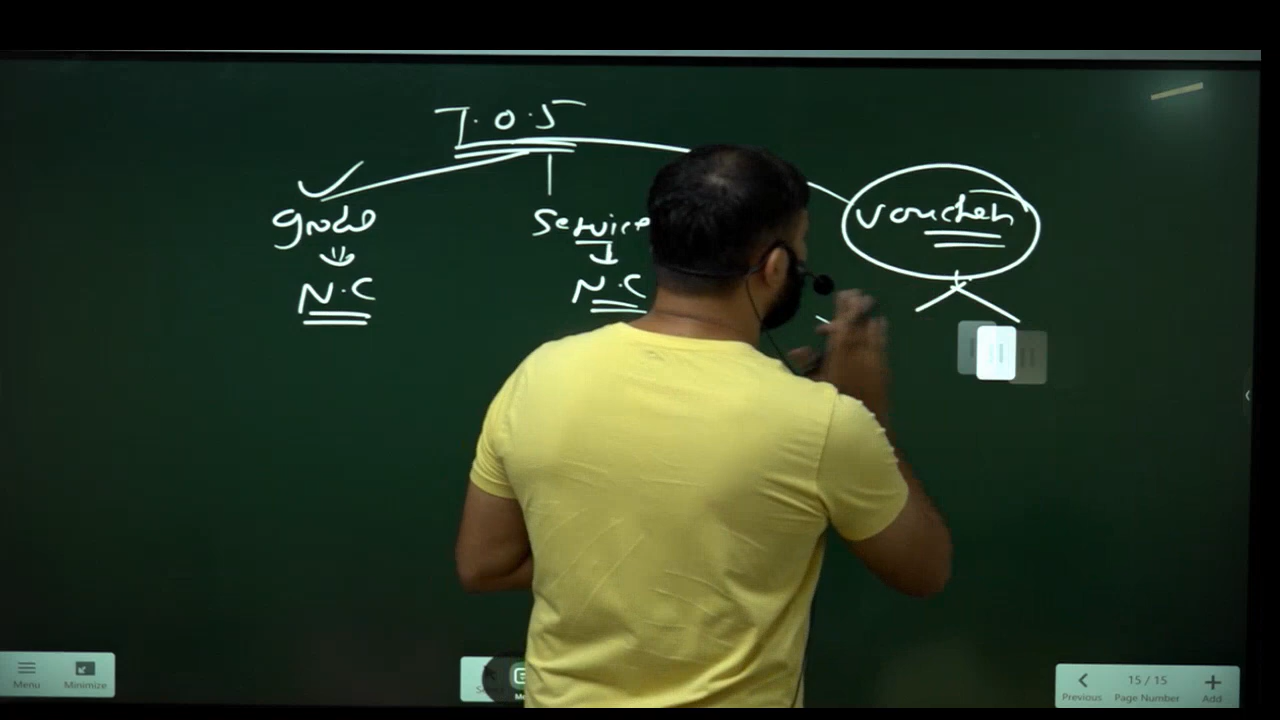 T.O.S
goods
Service
Voucher
N.C
N.C
Menu
Minimize
Previous
15 / 15
Page Number
Add